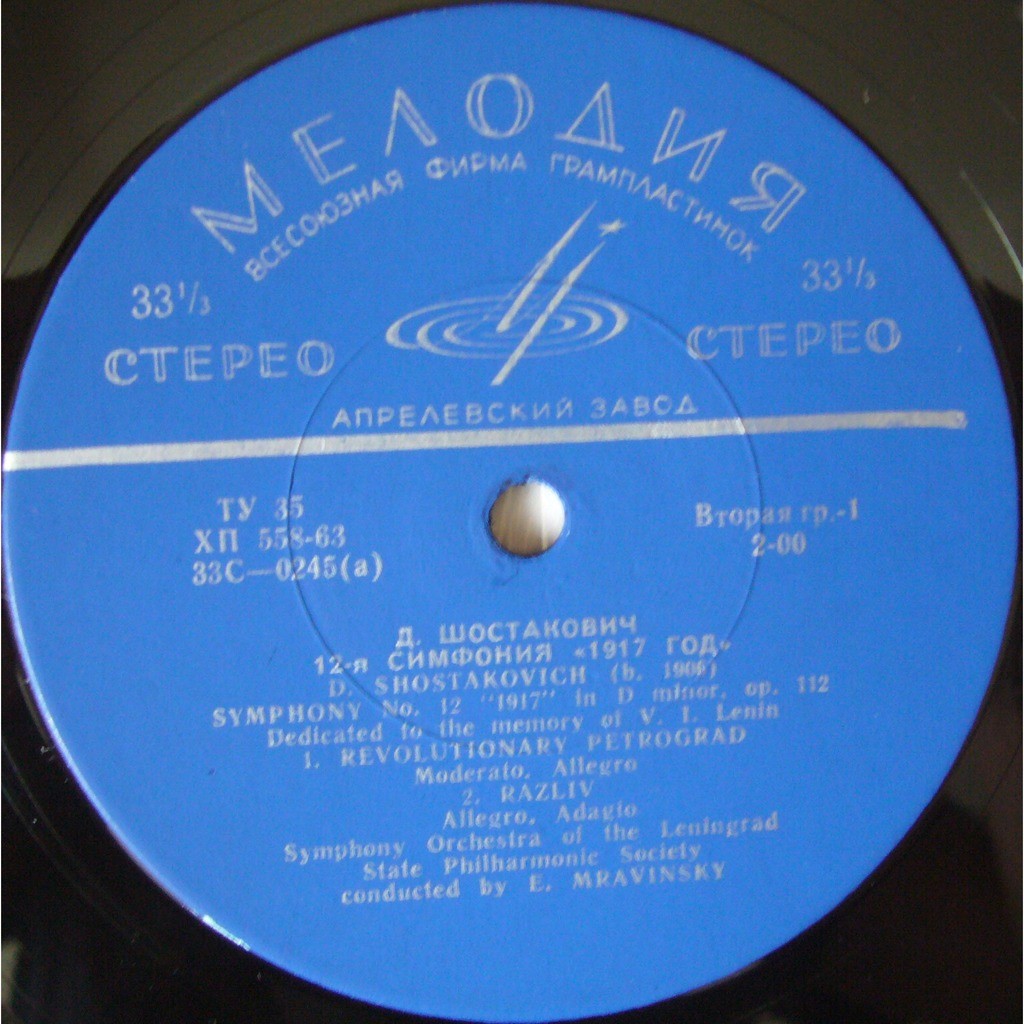 МЕЛОДИЯ
ВСЕСОЮЗНАЯ ФИРМА ГРАМПЛАСТИНОК
33⅓
33⅓
СТЕРЕО
СТЕРЕО
АПРЕЛЕВСКИЙ ЗАВОД
ТУ 35
ХП 558-63
33С—0245(а)
Вторая гр.-1
2-00
Д. ШОСТАКОВИЧ
12-я СИМФОНИЯ «1917 ГОД»
D. SHOSTAKOVICH (b. 1906)
SYMPHONY No. 12 "1917" in D minor, op. 112
Dedicated to the memory of V. I. Lenin
1. REVOLUTIONARY PETROGRAD
Moderato, Allegro
2. RAZLIV
Allegro, Adagio
Symphony Orchestra of the Leningrad
State Philharmonic Society
conducted by E. MRAVINSKY